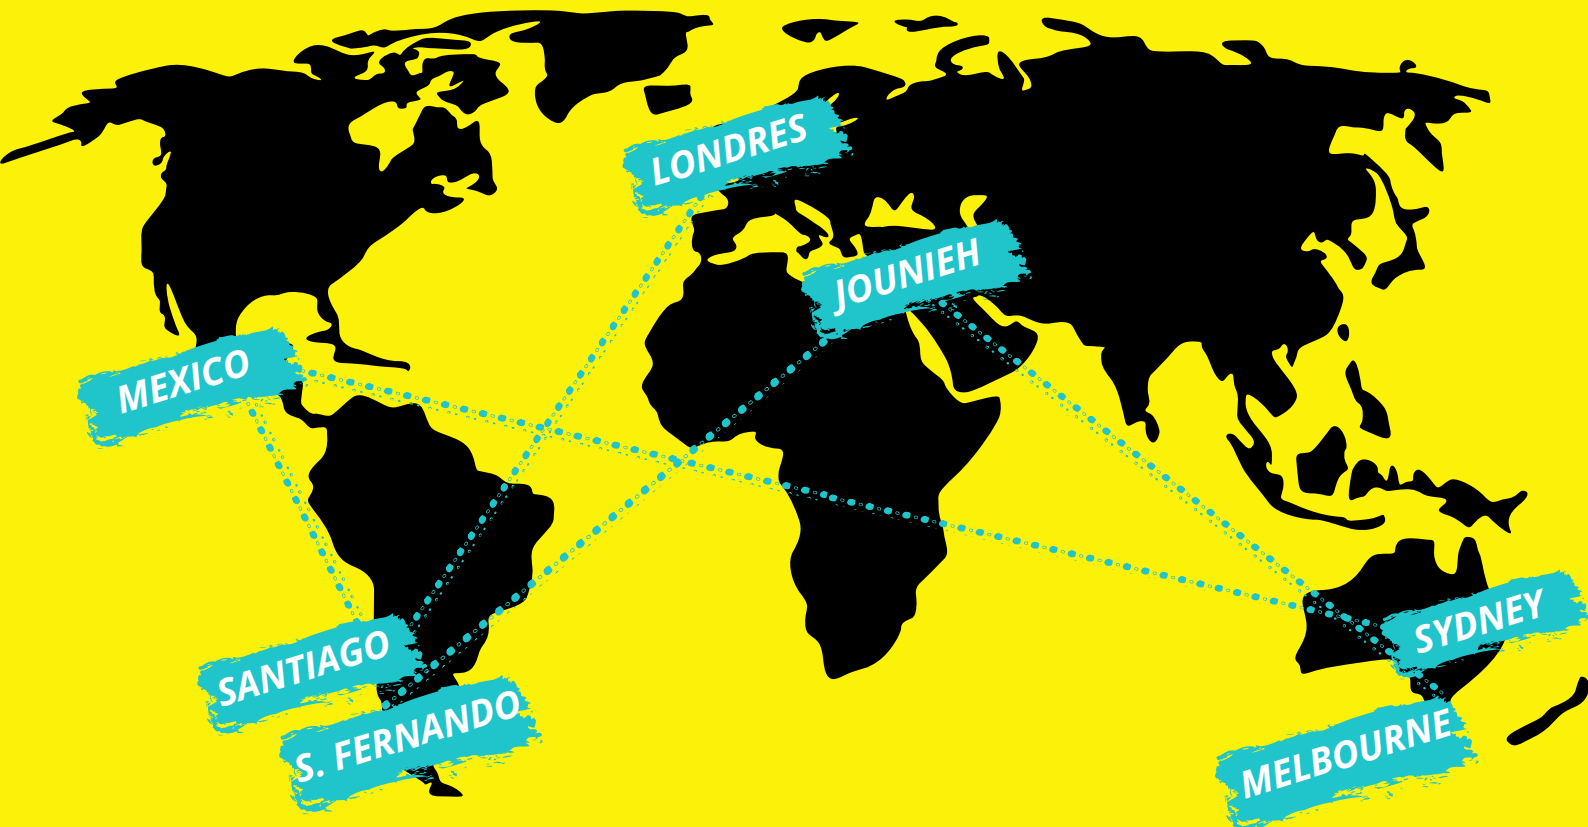 LONDRES
JOUNIEH
MEXICO
SANTIAGO
S. FERNANDO
SYDNEY
MELBOURNE